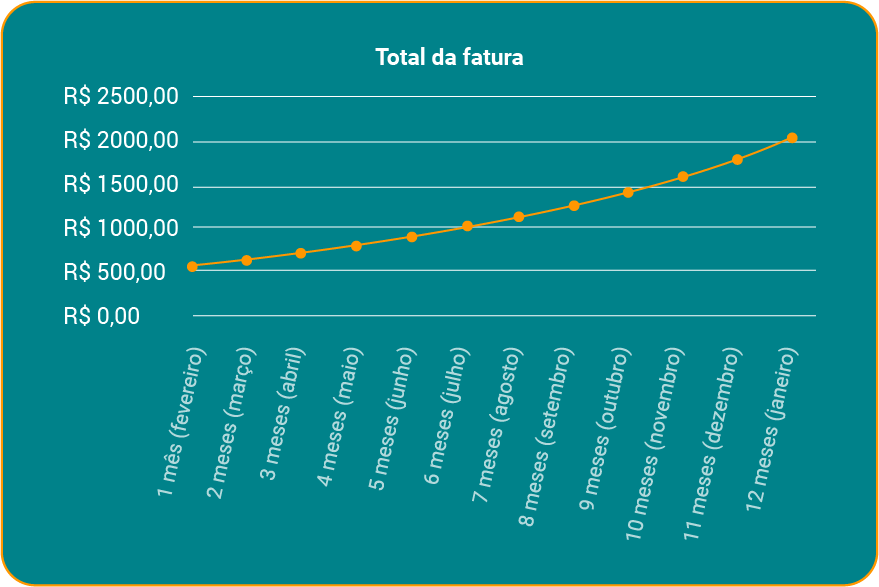 Total da fatura
R$ 2500,00
R$ 2000,00
R$ 1500,00
R$ 1000,00
R$ 500,00
R$ 0,00
1 mês (fevereiro)
2 meses (março)
3 meses (abril)
4 meses (maio)
5 meses (junho)
6 meses (julho)
7 meses (agosto)
8 meses (setembro)
9 meses (outubro)
10 meses (novembro)
11 meses (dezembro)
12 meses (janeiro)